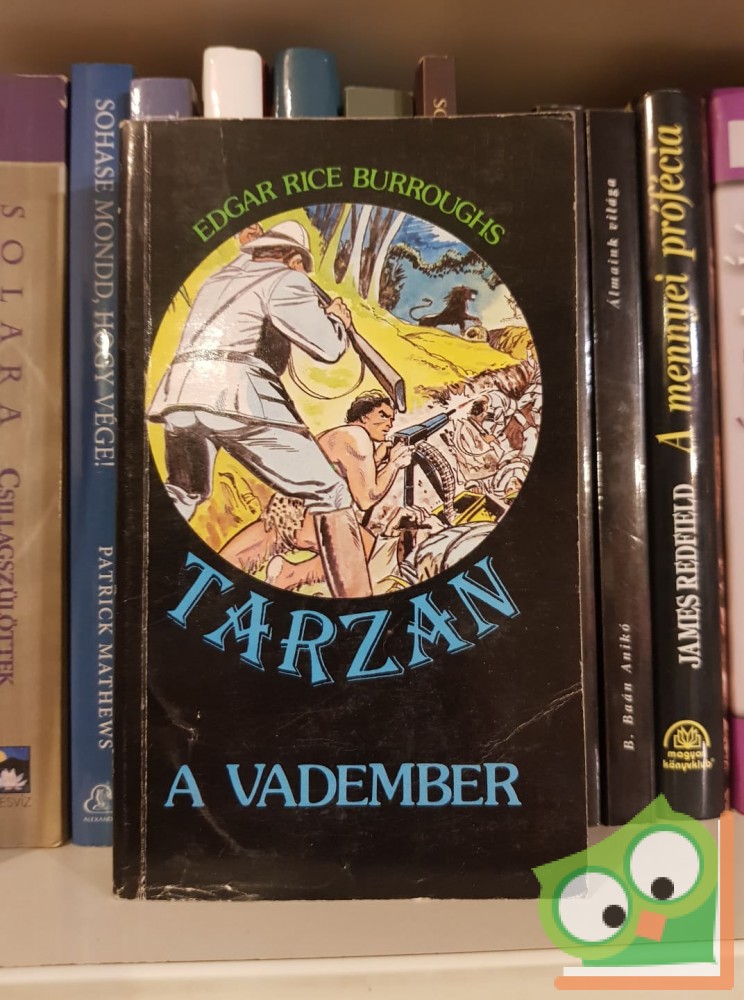 EDGAR RICE BURROUGHS
TARZAN
A VADEMBER
SOLARA CSILLAGSZÜLÖTTEK
SOHASE MONDD, HOGY VÉGE!
PATRICK MATHEWS
B. Baán Anikó
Álmaink világa
JAMES REDFIELD
A mennyei prófécia
magyar
könyvklub